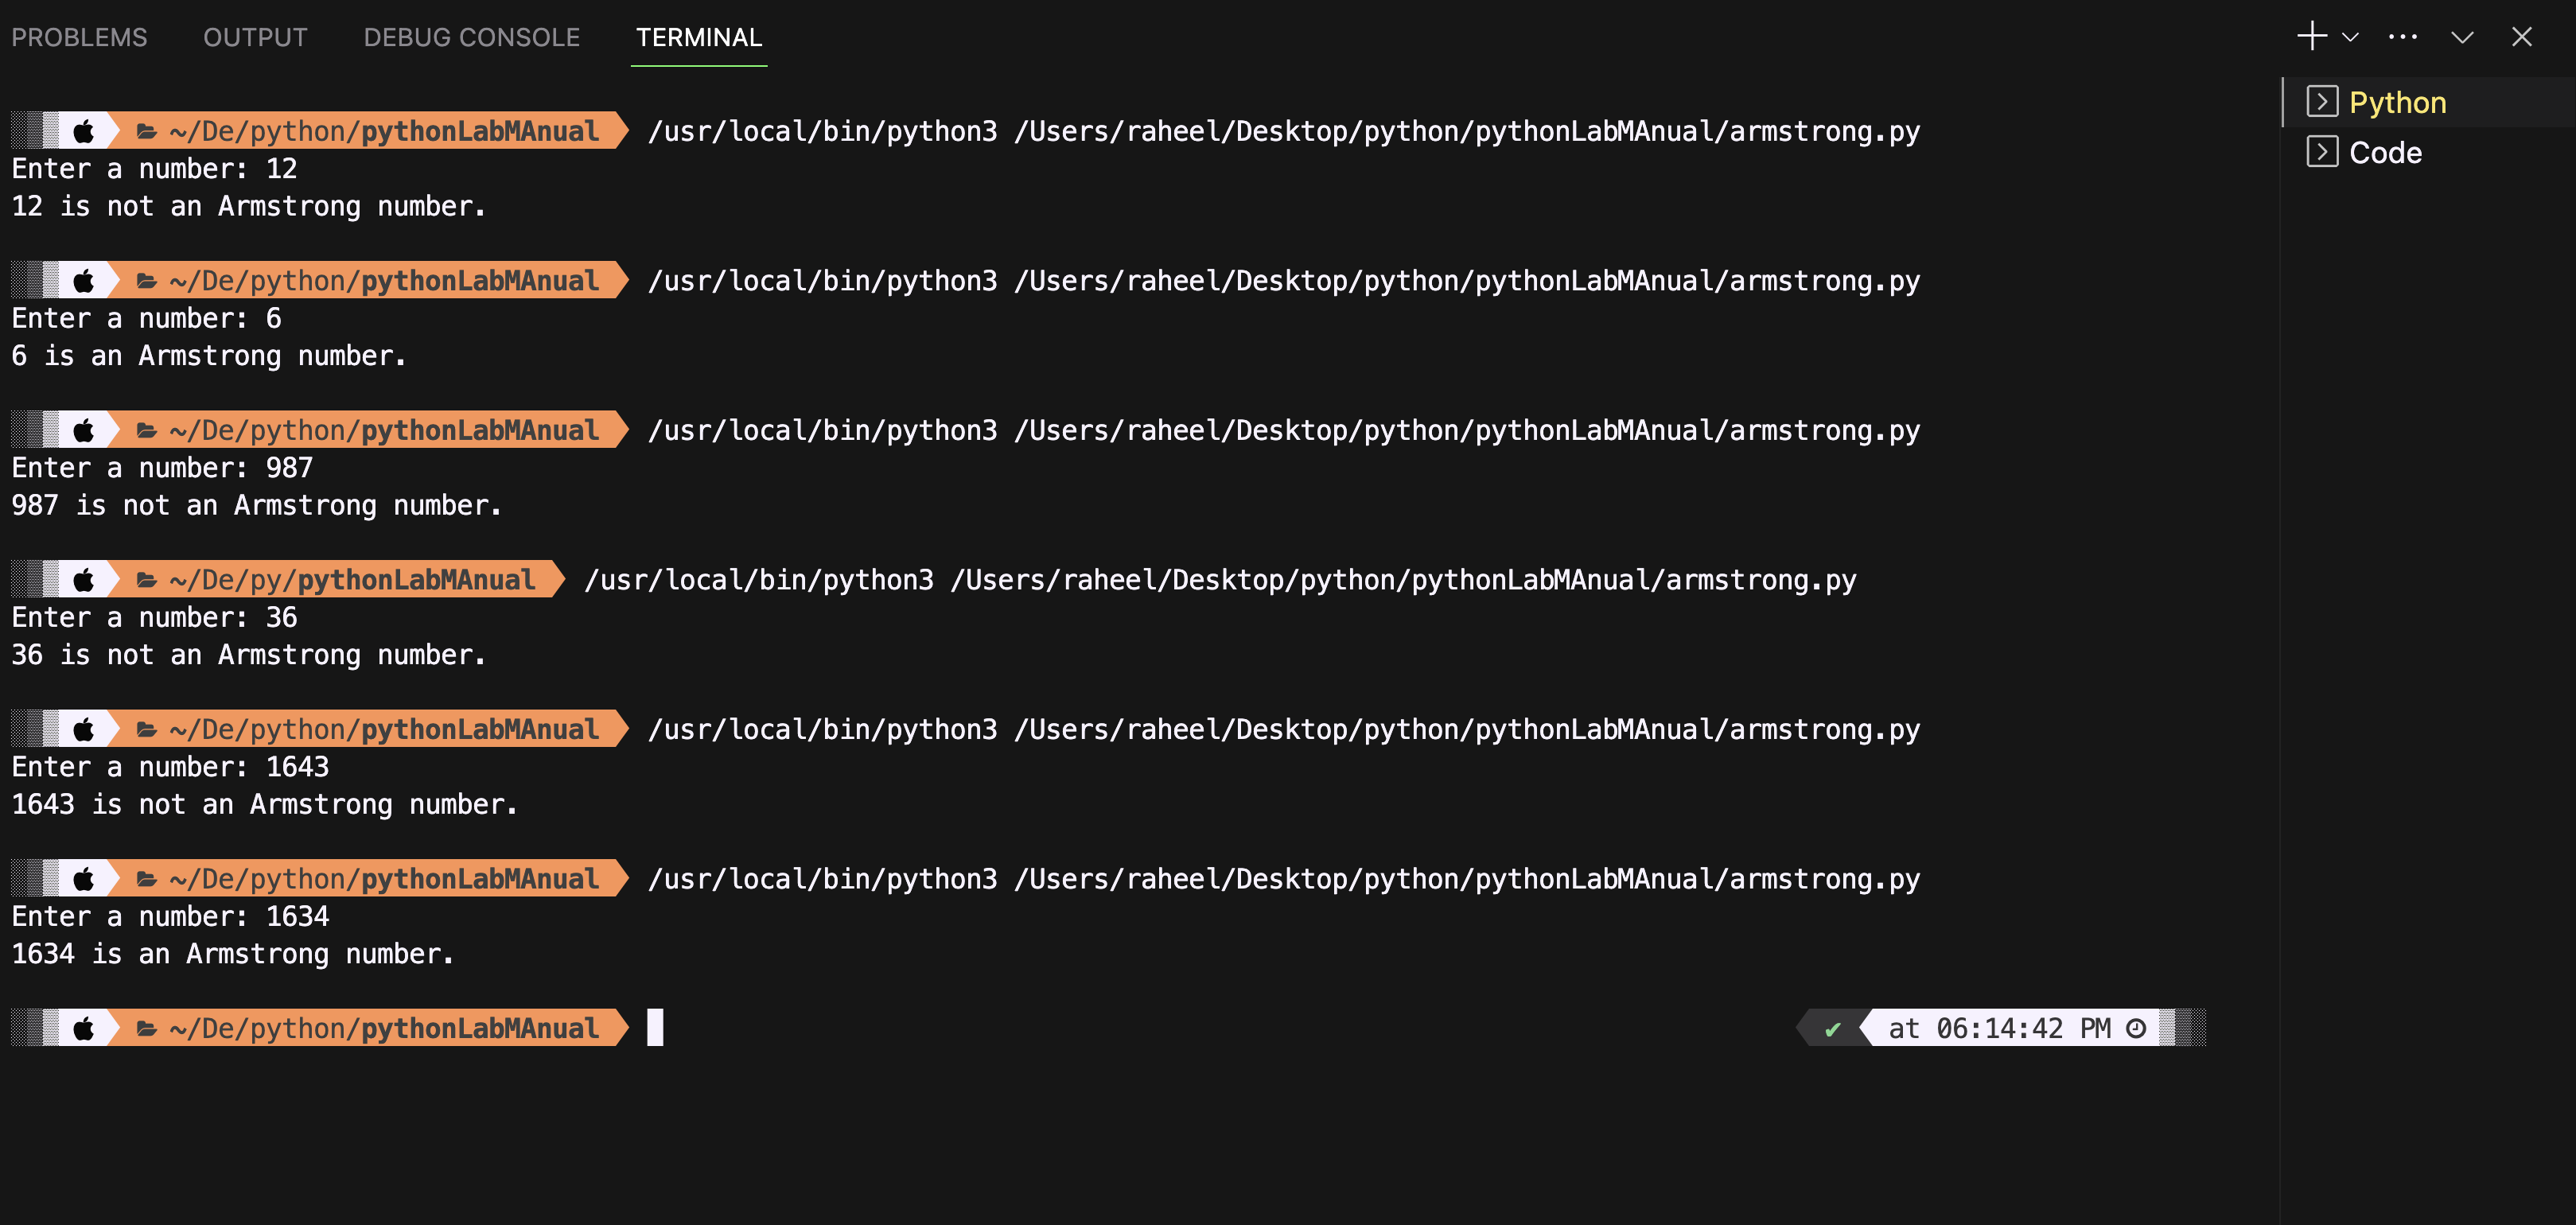 PROBLEMS OUTPUT DEBUG CONSOLE TERMINAL
Python
Code
~/De/python/pythonLabMAnual /usr/local/bin/python3 /Users/raheel/Desktop/python/pythonLabMAnual/armstrong.py
Enter a number: 12
12 is not an Armstrong number.
~/De/python/pythonLabMAnual /usr/local/bin/python3 /Users/raheel/Desktop/python/pythonLabMAnual/armstrong.py
Enter a number: 6
6 is an Armstrong number.
~/De/python/pythonLabMAnual /usr/local/bin/python3 /Users/raheel/Desktop/python/pythonLabMAnual/armstrong.py
Enter a number: 987
987 is not an Armstrong number.
~/De/py/pythonLabMAnual /usr/local/bin/python3 /Users/raheel/Desktop/python/pythonLabMAnual/armstrong.py
Enter a number: 36
36 is not an Armstrong number.
~/De/python/pythonLabMAnual /usr/local/bin/python3 /Users/raheel/Desktop/python/pythonLabMAnual/armstrong.py
Enter a number: 1643
1643 is not an Armstrong number.
~/De/python/pythonLabMAnual /usr/local/bin/python3 /Users/raheel/Desktop/python/pythonLabMAnual/armstrong.py
Enter a number: 1634
1634 is an Armstrong number.
~/De/python/pythonLabMAnual ✔ at 06:14:42 PM